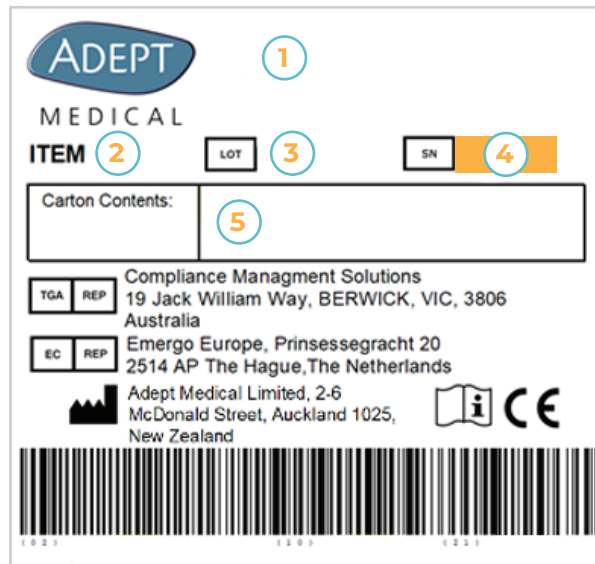 ADEPT
MEDICAL
1
ITEM 2 LOT 3 SN 4
Carton Contents:
5
TGA REP
Compliance Managment Solutions
19 Jack William Way, BERWICK, VIC, 3806
Australia
EC REP
Emergo Europe, Prinsessegracht 20
2514 AP The Hague,The Netherlands
Adept Medical Limited, 2-6
McDonald Street, Auckland 1025,
New Zealand
i CE
(02) (10) (21)